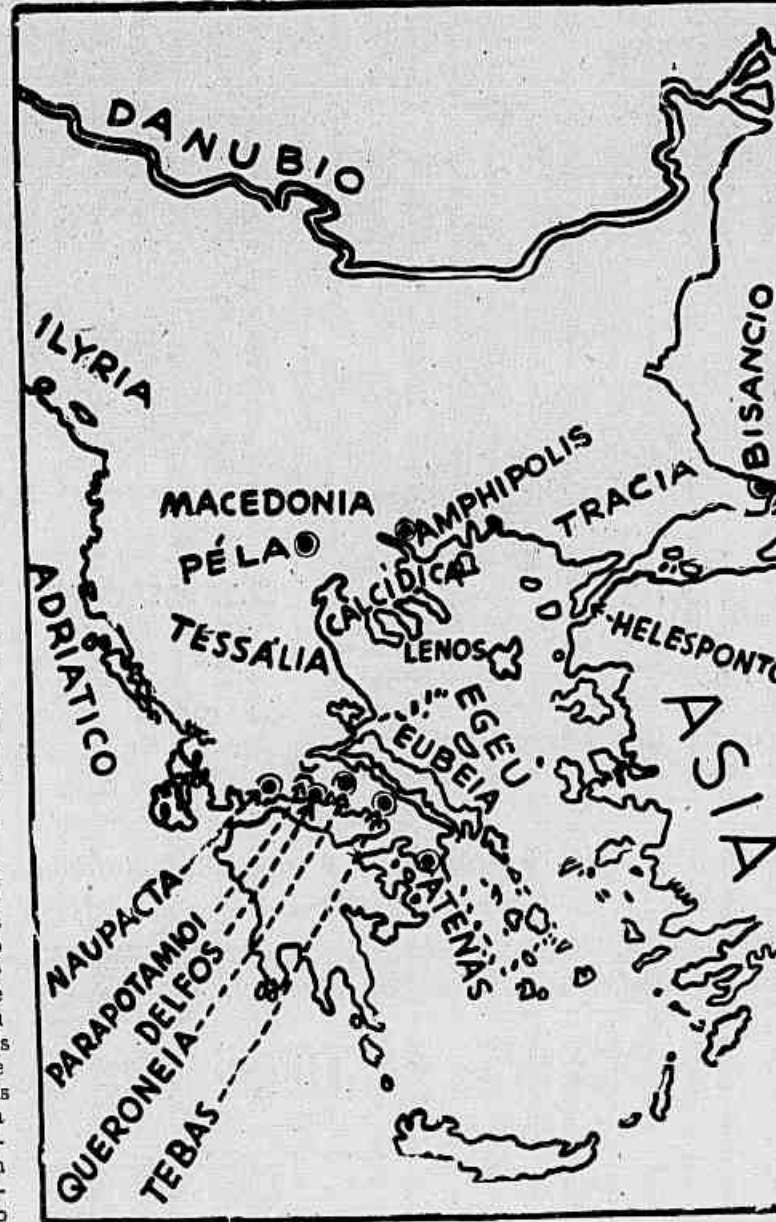 DANUBIO
ILYRIA
BISANCIO
MACEDONIA
AMPHIPOLIS
TRACIA
PÉLA
CALCÍDICA
ADRIATICO
TESSÁLIA
LENOS
HELESPONTO
EGEU
EUBEIA
ASIA
ATENAS
NAUPACTA
PARAPOTAMIOI
DELFOS
QUERONEIA
TEBAS